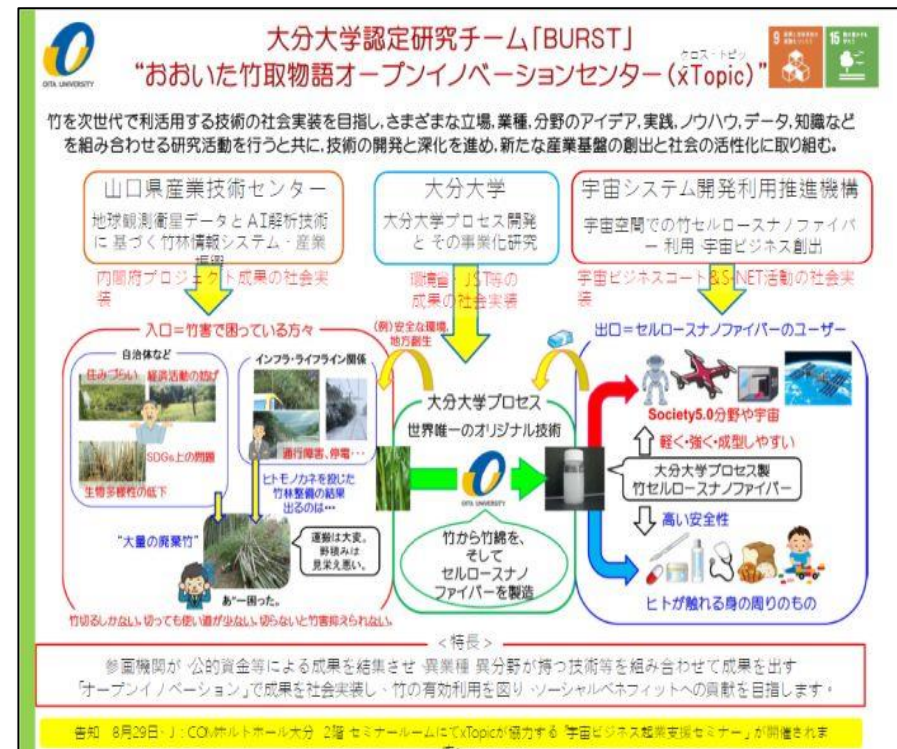 大分大学認定研究チーム「BURST」
クロス・トピック
“おおいた竹取物語オープンイノベーションセンター(xTopic)”
OITA UNIVERSITY
9
15
竹を次世代で利活用する技術の社会実装を目指し,さまざまな立場,業種,分野のアイデア,実践,ノウハウ,データ,知識など
を組み合わせる研究活動を行うと共に,技術の開発と深化を進め,新たな産業基盤の創出と社会の活性化に取り組む。
山口県産業技術センター
地球観測衛星データとAI解析技術
に 基づく竹林情報システム・産業
振興
内閣府プロジェクト成果の社会実
装
大分大学
大分大学プロセス開発
と その事業化研究
環境省・JST等の
成果の社会実装
宇宙システム開発利用推進機構
宇宙空間での竹セルロースナノファイバ
ー 利用・宇宙ビジネス創出
宇宙ビジネスコート&S-NET活動の社会実
装
入口=竹害で困っている方々
自治体など
住みづらい
経済活動の妨げ
SDGs上の問題
生物多様性の低下
インフラ・ライフライン関係
通行障害、停電・・・
ヒトモノカネを投じた
竹林整備の結果
出るのは・・・
“大量の廃棄竹”
運搬は大変。
野積みは
見栄え悪い。
あ”ー困った。
竹切るしかない。切っても使い道が少ない。切らないと竹害抑えられない。
(例)安全な環境,
地方創生
大分大学プロセス
世界唯一のオリジナル技術
OITA UNIVERSITY
竹から竹綿を、
そして
セルロースナノ
ファイバーを製造
出口=セルロースナノファイバーのユーザー
Society5.0分野や宇宙
軽く・強く・成型しやすい
大分大学プロセス製
竹セルロースナノファイバー
高い安全性
ヒトが触れる身の周りのもの
<特長>
参画機関が、公的資金等による成果を結集させ、異業種、異分野が持つ技術等を組み合わせて成果を出す
「オープンイノベーション」で成果を社会実装し、竹の有効利用を図り、ソーシャルベネフィットへの貢献を目指します。
告知 8月29日、J:COMホルトホール大分 2階 セミナールームにてxTopicが協力する「宇宙ビジネス起業支援セミナー」が開催されま